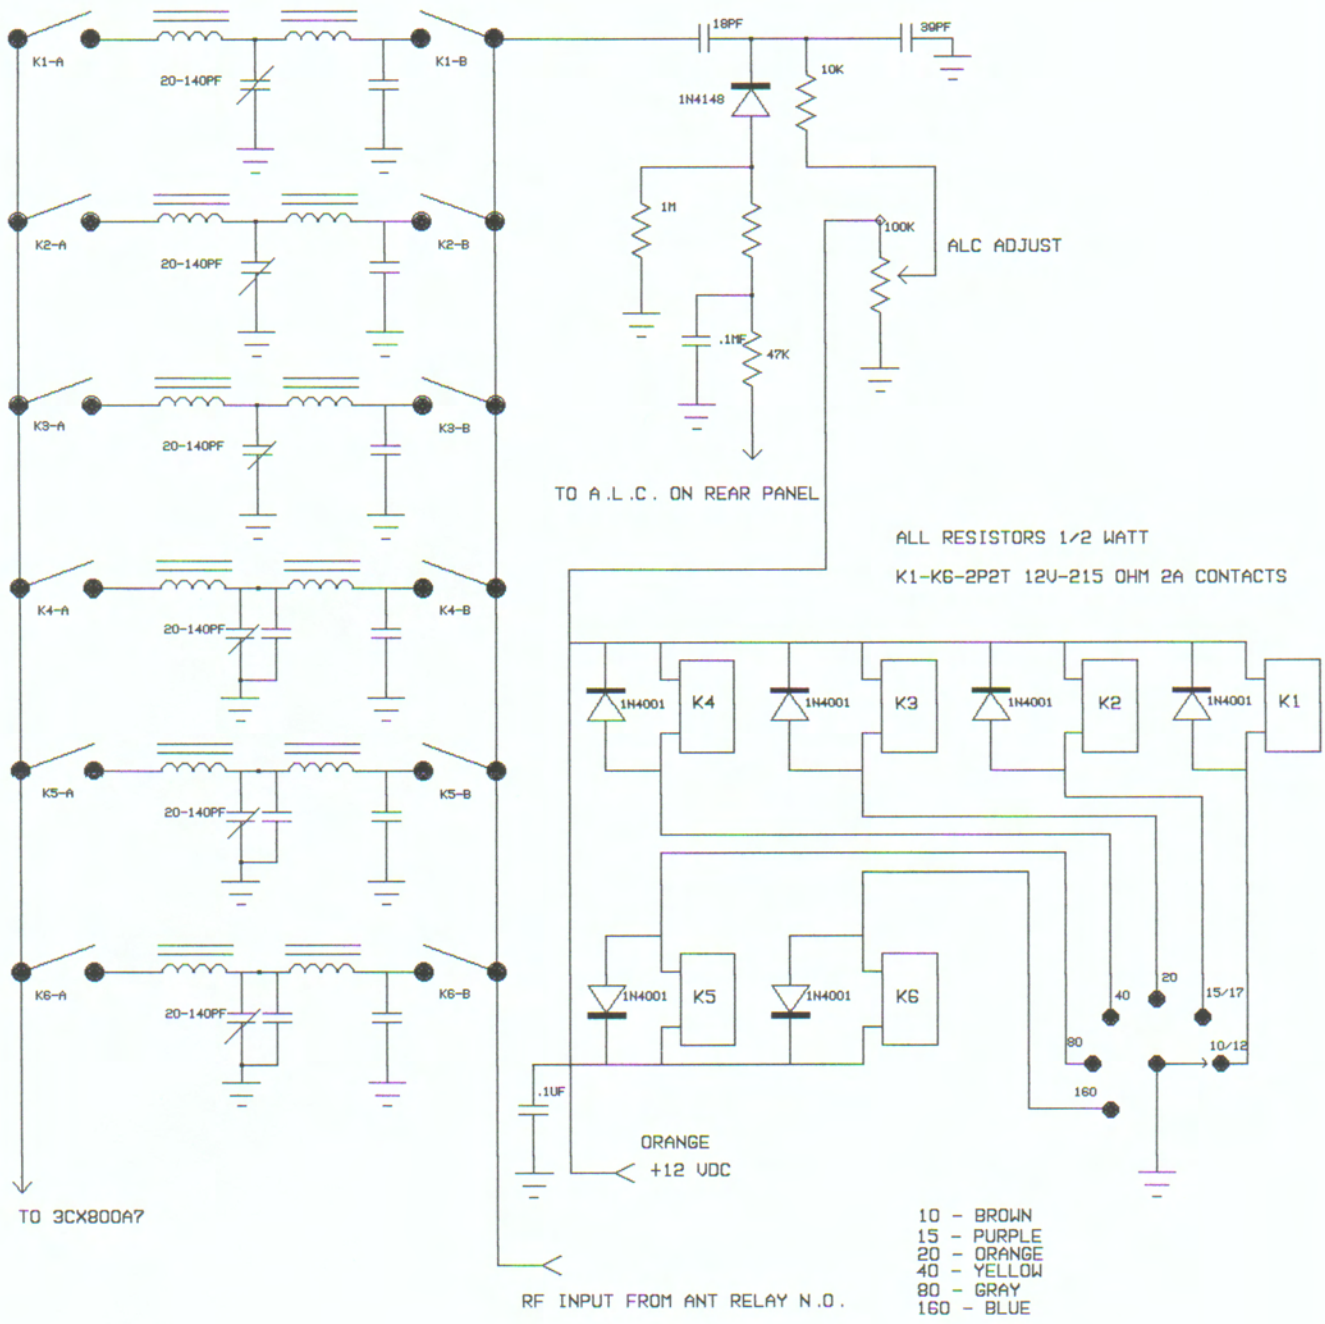 18PF
39PF
K1-A
K1-B
20-140PF
1N4148
10K
1M
K2-A
K2-B
20-140PF
100K
ALC ADJUST
.1MF
47K
K3-A
K3-B
20-140PF
TO A.L.C. ON REAR PANEL
ALL RESISTORS 1/2 WATT
K1-K6-2P2T 12V-215 OHM 2A CONTACTS
K4-A
K4-B
20-140PF
1N4001
K4
1N4001
K3
1N4001
K2
1N4001
K1
K5-A
K5-B
20-140PF
K6-A
K6-B
20-140PF
1N4001
K5
1N4001
K6
20
40
15/17
80
10/12
160
.1UF
ORANGE
+12 VDC
TO 3CX800A7
RF INPUT FROM ANT RELAY N.O.
10 - BROWN
15 - PURPLE
20 - ORANGE
40 - YELLOW
80 - GRAY
160 - BLUE